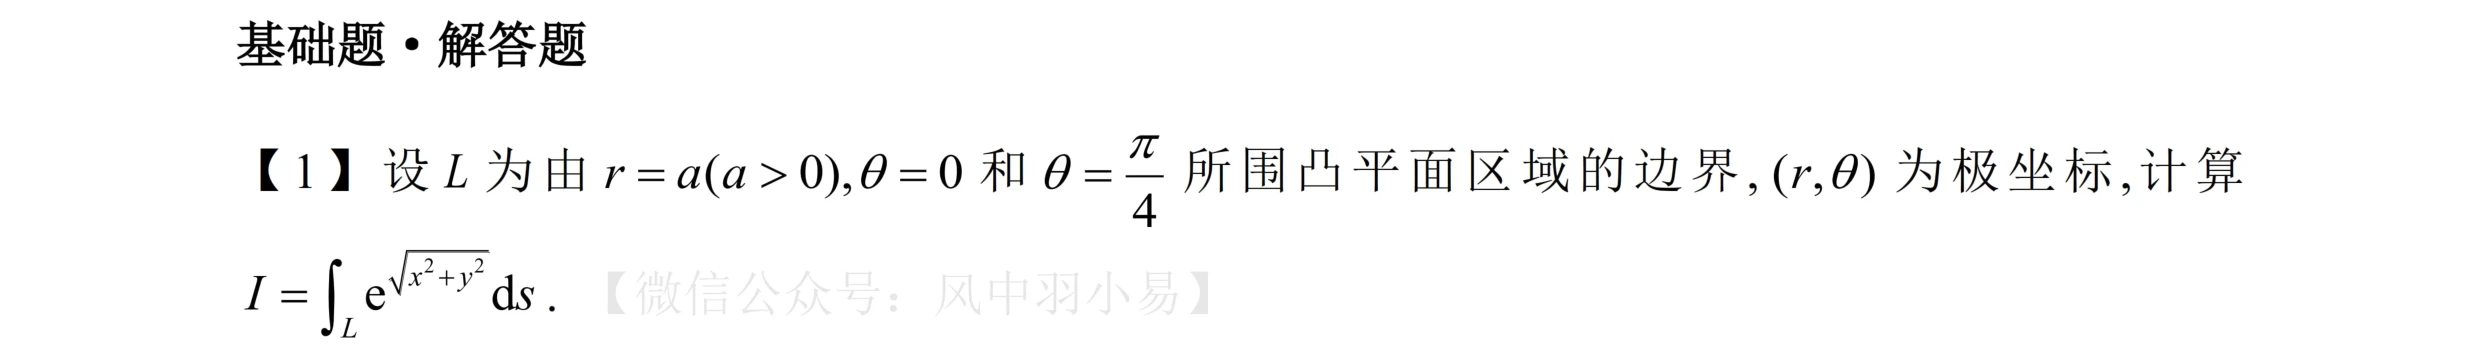 基础题·解答题
【1】设 L 为由 r = a(a > 0), θ = 0 和 θ = π/4 所围凸平面区域的边界, (r, θ) 为极坐标, 计算
I = ∫_L e^{√(x²+y²)} ds . 【微信公众号：风中羽小易】